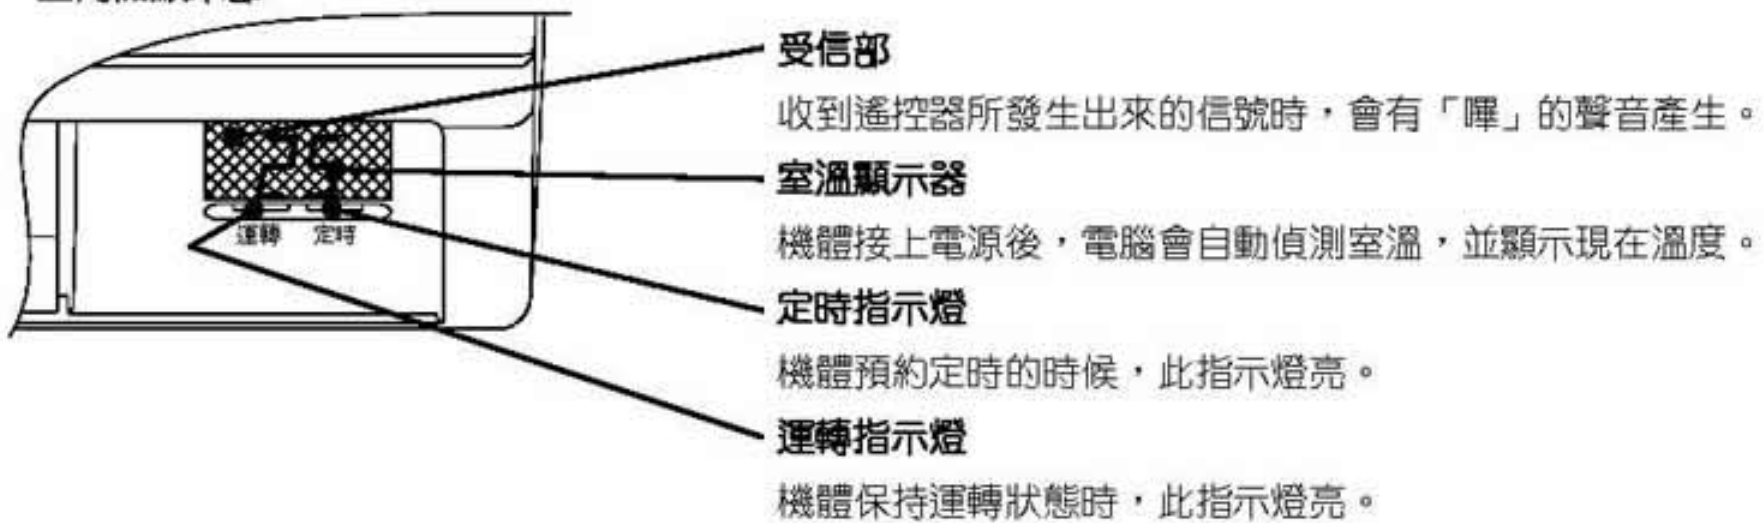 受信部
收到遙控器所發生出來的信號時，會有「嗶」的聲音產生。
室溫顯示器
機體接上電源後，電腦會自動偵測室溫，並顯示現在溫度。
運轉 定時
定時指示燈
機體預約定時的時候，此指示燈亮。
運轉指示燈
機體保持運轉狀態時，此指示燈亮。